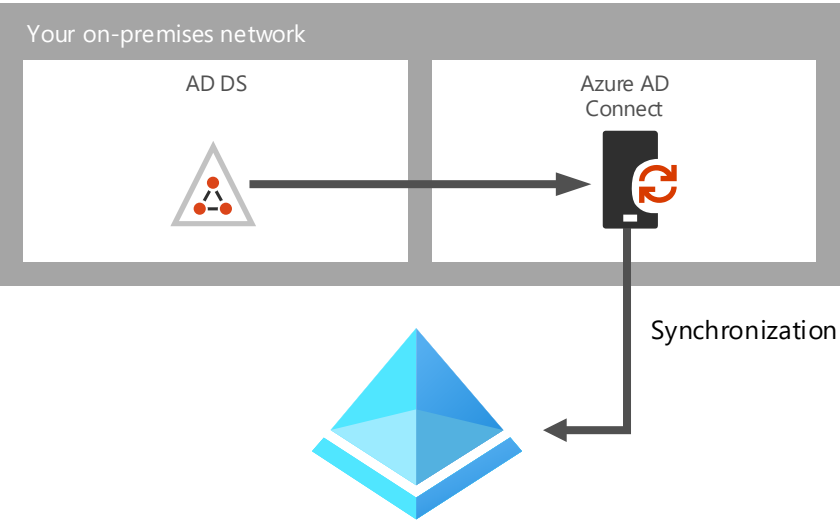 Your on-premises network
AD DS
Azure AD
Connect
Synchronization